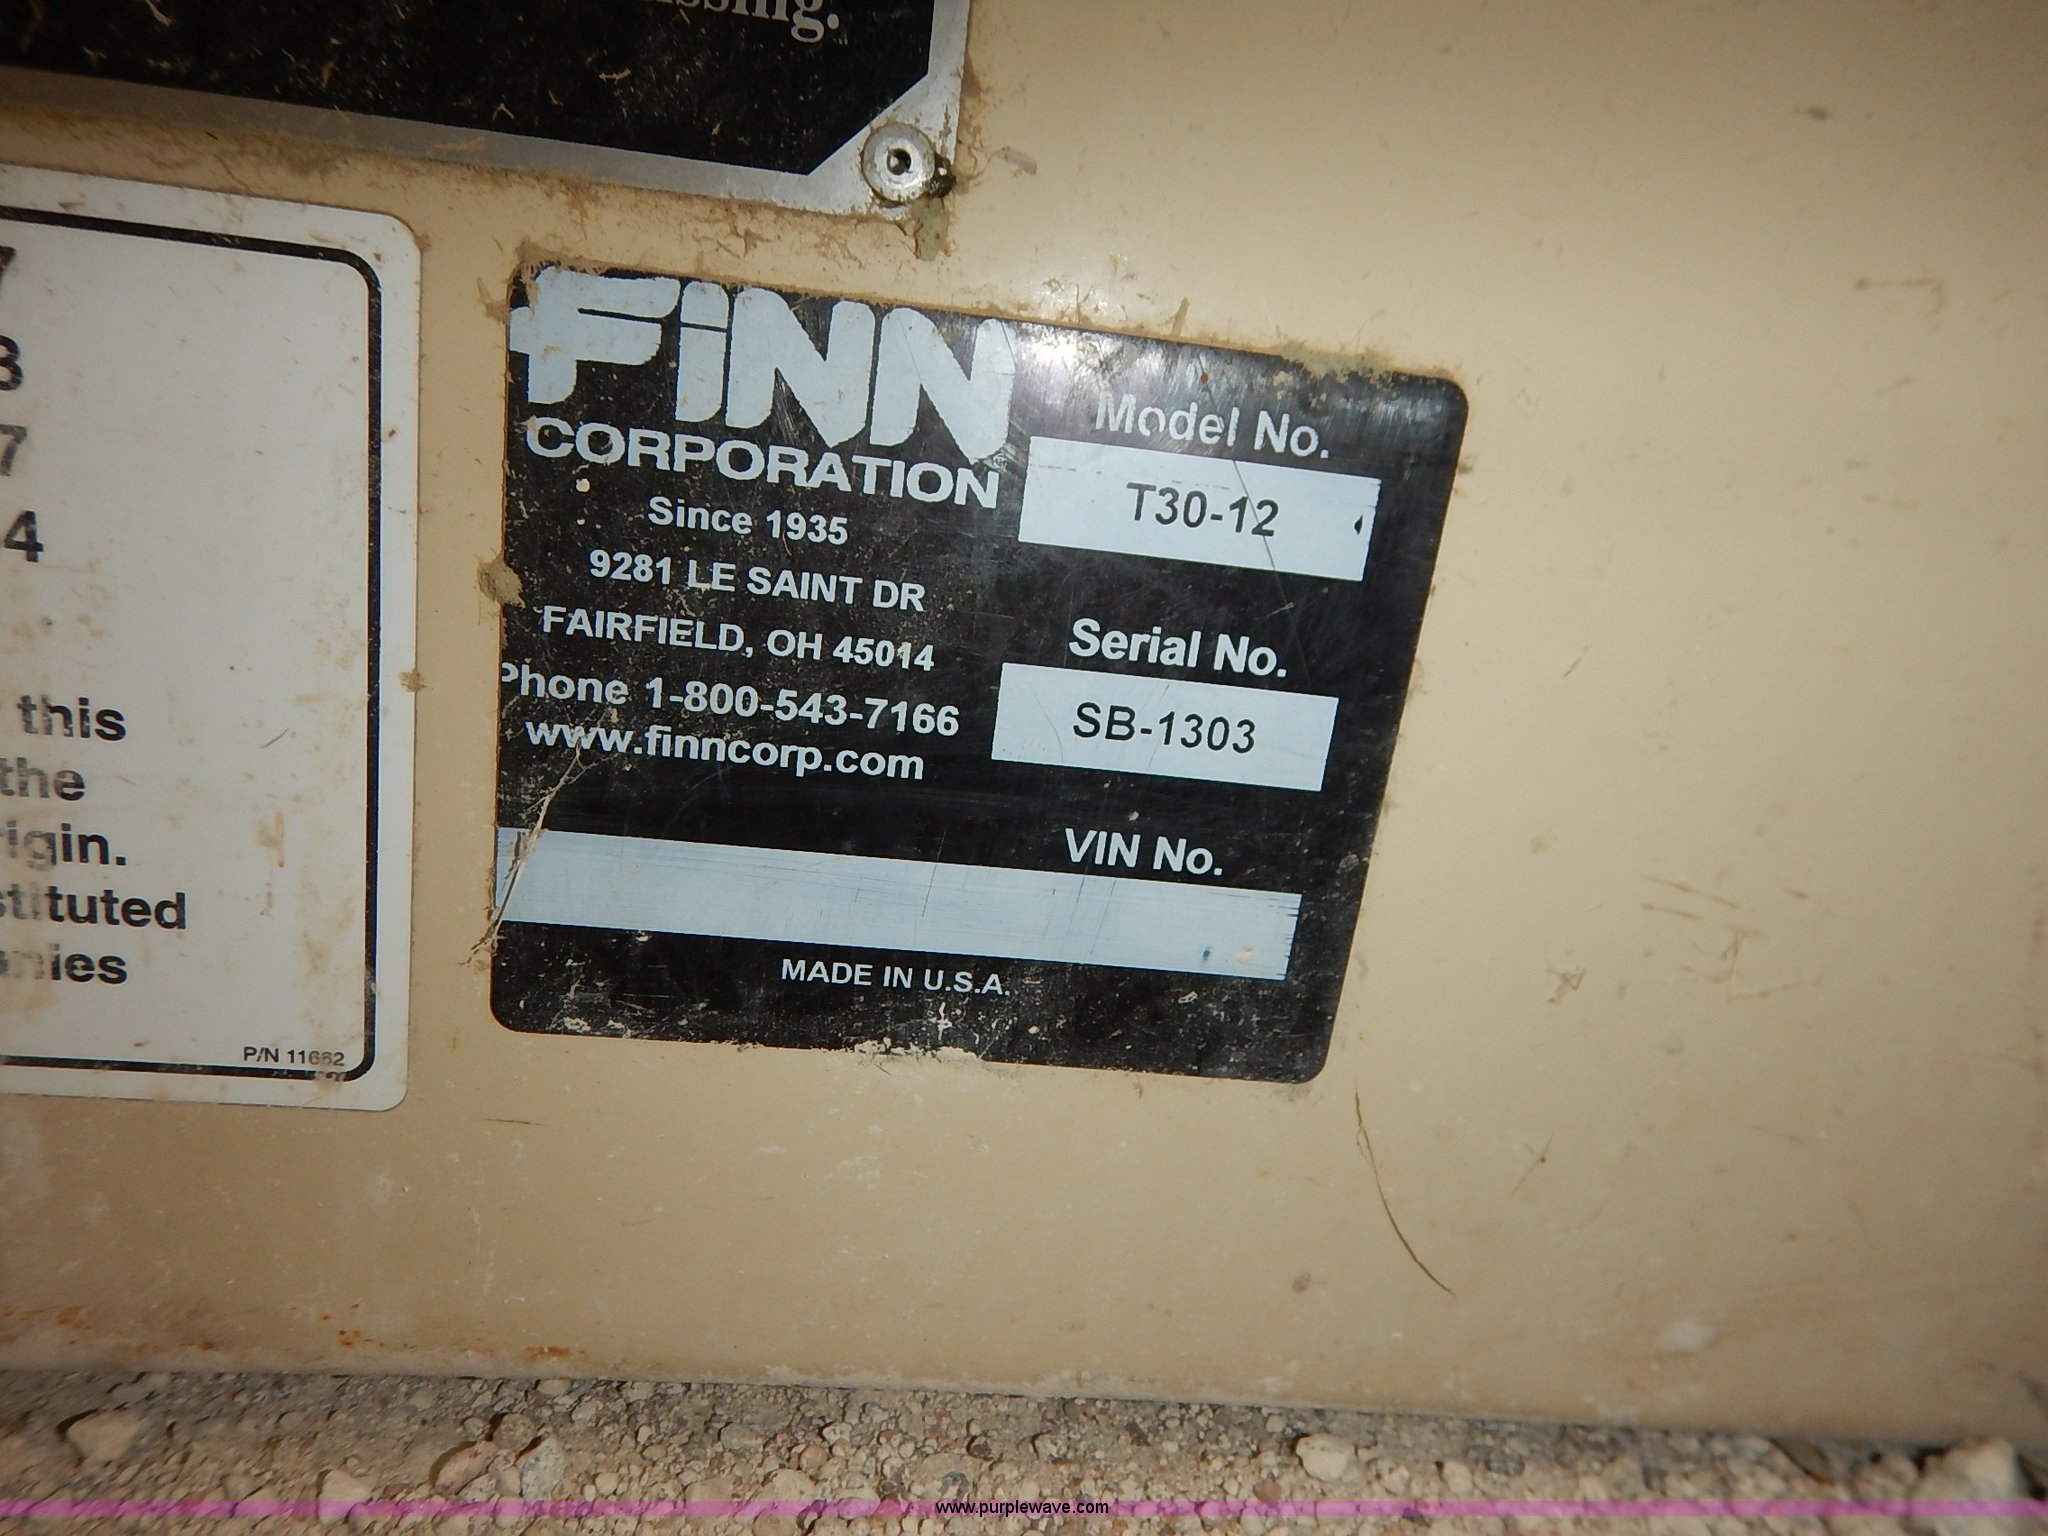 FINN
CORPORATION
Since 1935
9281 LE SAINT DR
FAIRFIELD, OH 45014
Phone 1-800-543-7166
www.finncorp.com
Model No.
T30-12
Serial No.
SB-1303
VIN No.
MADE IN U.S.A.
7
3
7
4
this
the
stituted
P/N 11662
www.purplewave.com